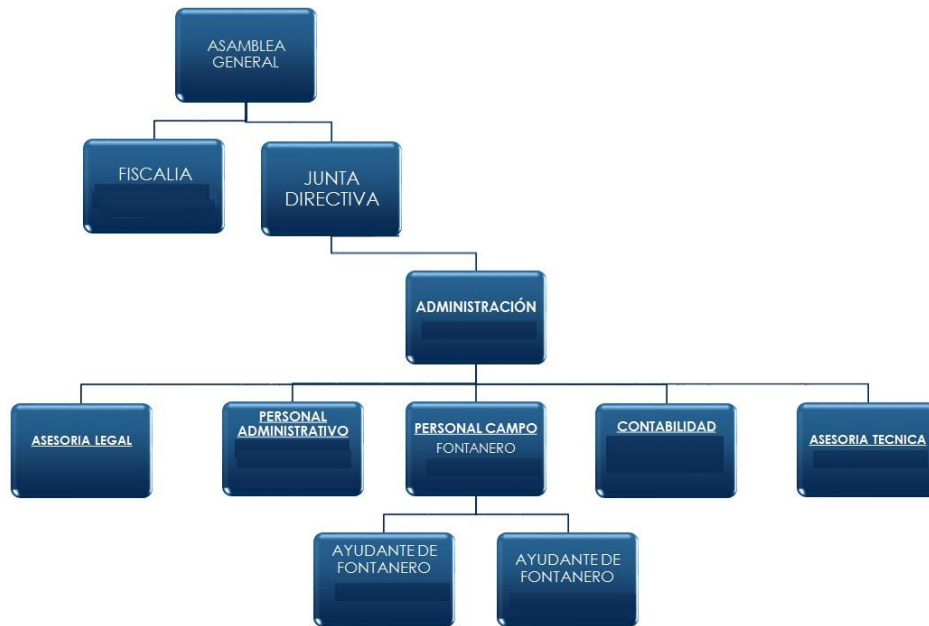 ASAMBLEA
GENERAL
FISCALIA
JUNTA
DIRECTIVA
ADMINISTRACIÓN
ASESORIA LEGAL
PERSONAL
ADMINISTRATIVO
PERSONAL CAMPO
FONTANERO
CONTABILIDAD
ASESORIA TECNICA
AYUDANTE DE
FONTANERO
AYUDANTE DE
FONTANERO